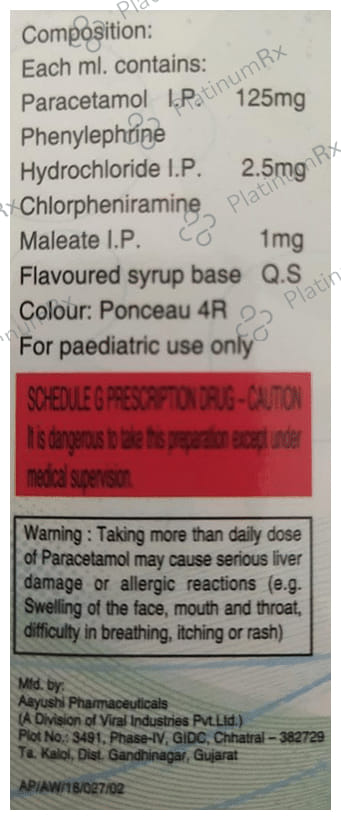 Composition:
Each ml. contains:
Paracetamol I.P. 125mg
Phenylephrine
Hydrochloride I.P. 2.5mg
Chlorpheniramine
Maleate I.P. 1mg
Flavoured syrup base Q.S
Colour: Ponceau 4R
For paediatric use only
SCHEDULE G PRESCRIPTION DRUG - CAUTION
It is dangerous to take this preparation except under
medical supervision.
Warning : Taking more than daily dose
of Paracetamol may cause serious liver
damage or allergic reactions (e.g.
Swelling of the face, mouth and throat,
difficulty in breathing, itching or rash)
Mfd. by:
Aayushi Pharmaceuticals
(A Division of Viral Industries Pvt.Ltd.)
Plot No.: 3491, Phase-IV, GIDC, Chhatral – 382729
Ta. Kalol, Dist. Gandhinagar, Gujarat
AP/AW/18/027/02
PlatinumRx